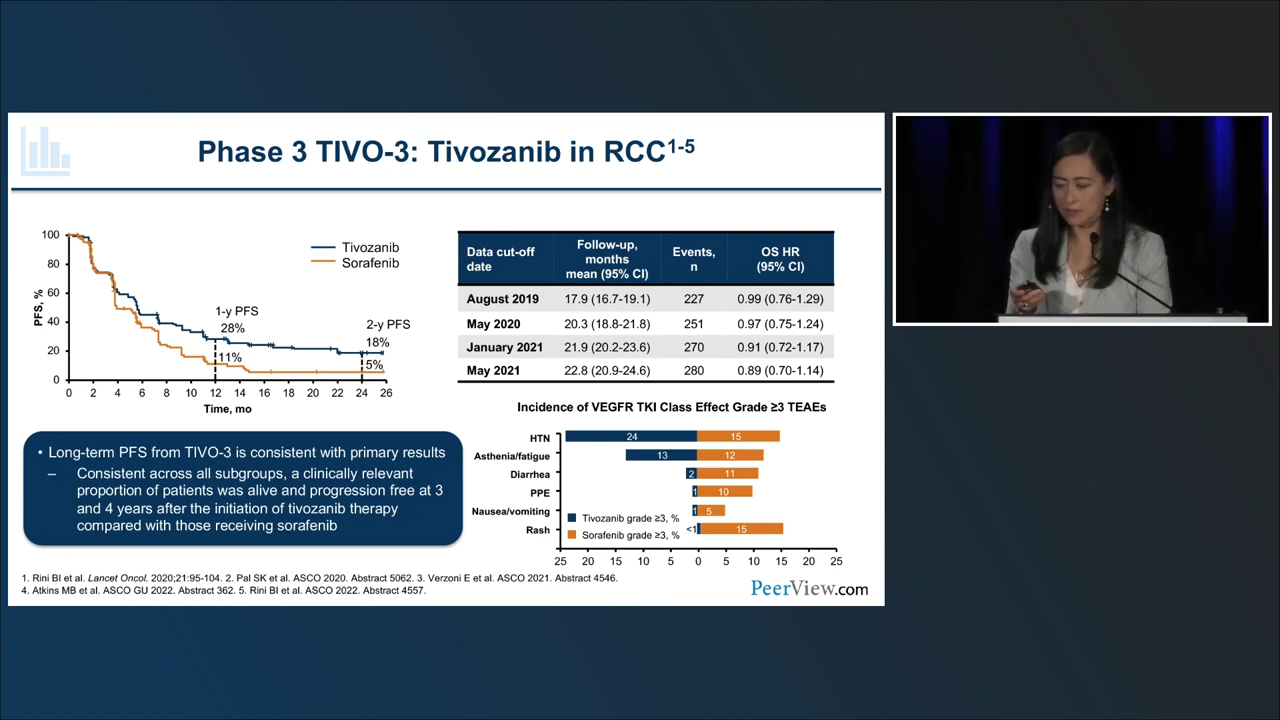 Phase 3 TIVO-3: Tivozanib in RCC1-5
100
80
60
40
20
0
PFS, %
0 2 4 6 8 10 12 14 16 18 20 22 24 26
Time, mo
Tivozanib
Sorafenib
1-y PFS
28%
11%
2-y PFS
18%
5%
Data cut-off date
Follow-up, months mean (95% CI)
Events, n
OS HR (95% CI)
August 2019 17.9 (16.7-19.1) 227 0.99 (0.76-1.29)
May 2020 20.3 (18.8-21.8) 251 0.97 (0.75-1.24)
January 2021 21.9 (20.2-23.6) 270 0.91 (0.72-1.17)
May 2021 22.8 (20.9-24.6) 280 0.89 (0.70-1.14)
• Long-term PFS from TIVO-3 is consistent with primary results
– Consistent across all subgroups, a clinically relevant
proportion of patients was alive and progression free at 3
and 4 years after the initiation of tivozanib therapy
compared with those receiving sorafenib
Incidence of VEGFR TKI Class Effect Grade ≥3 TEAEs
HTN 24 15
Asthenia/fatigue 13 12
Diarrhea 2 11
PPE 1 10
Nausea/vomiting 1 5
Rash <1 15
Tivozanib grade ≥3, %
Sorafenib grade ≥3, %
25 20 15 10 5 0 5 10 15 20 25
1. Rini BI et al. Lancet Oncol. 2020;21:95-104. 2. Pal SK et al. ASCO 2020. Abstract 5062. 3. Verzoni E et al. ASCO 2021. Abstract 4546.
4. Atkins MB et al. ASCO GU 2022. Abstract 362. 5. Rini BI et al. ASCO 2022. Abstract 4557.
PeerView.com